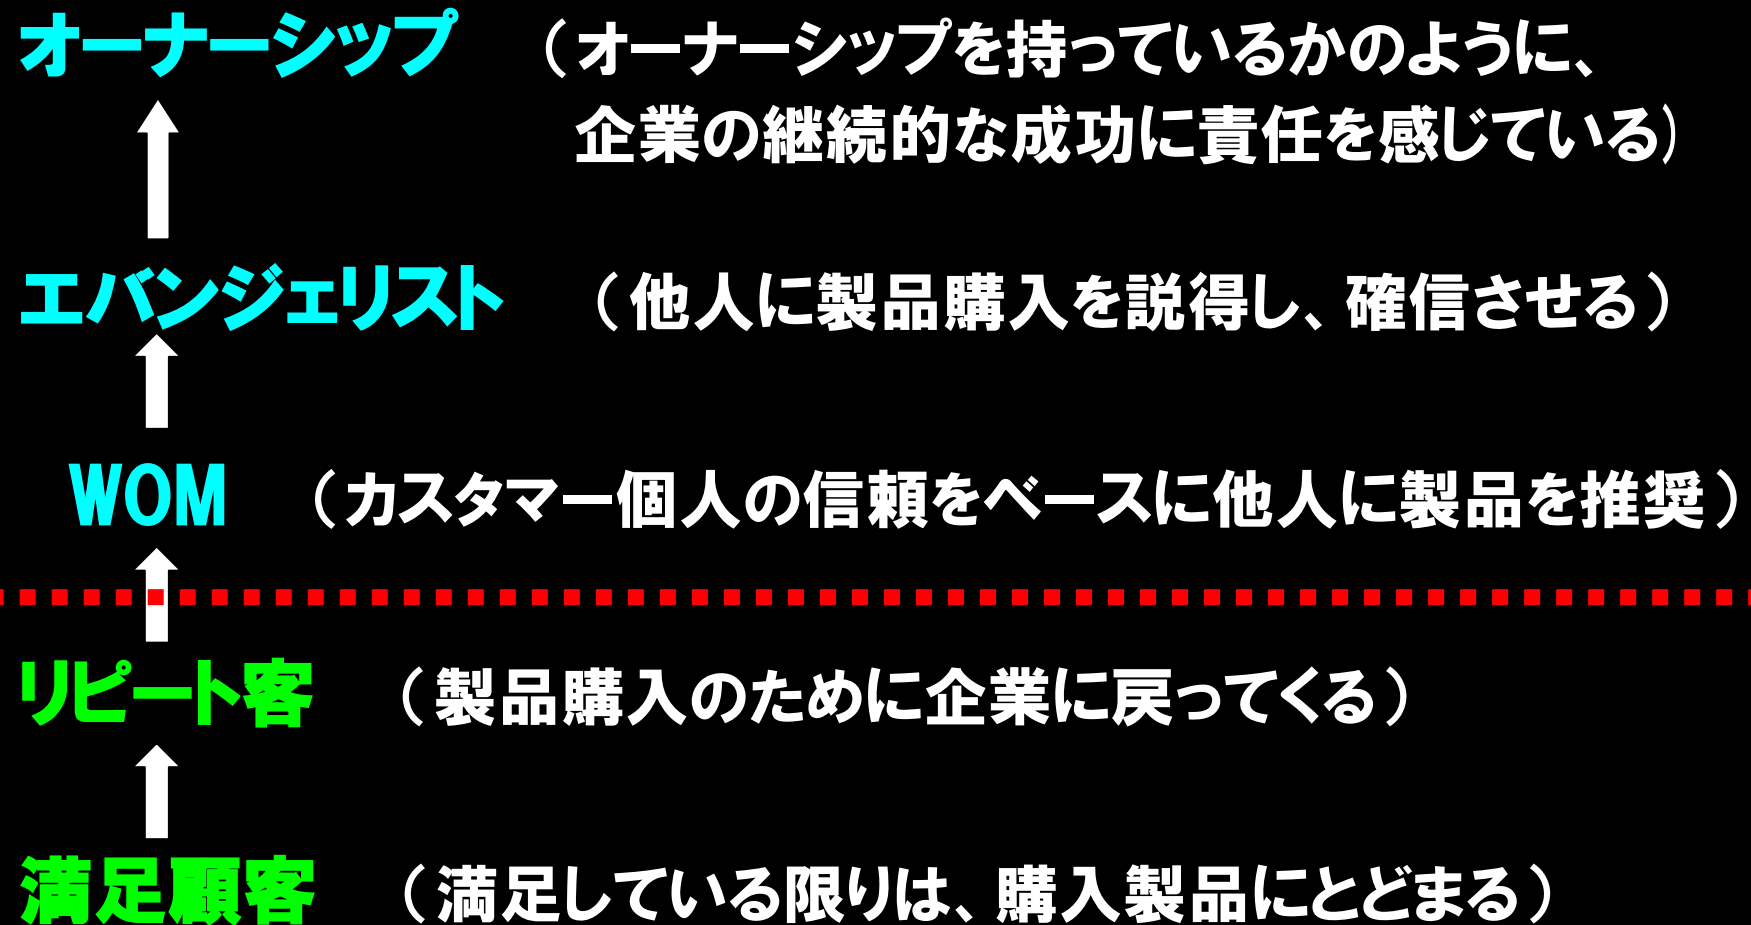 オーナーシップ （オーナーシップを持っているかのように、
企業の継続的な成功に責任を感じている）
エバンジェリスト （他人に製品購入を説得し、確信させる）
WOM （カスタマー個人の信頼をベースに他人に製品を推奨）
リピート客 （製品購入のために企業に戻ってくる）
満足顧客 （満足している限りは、購入製品にとどまる）